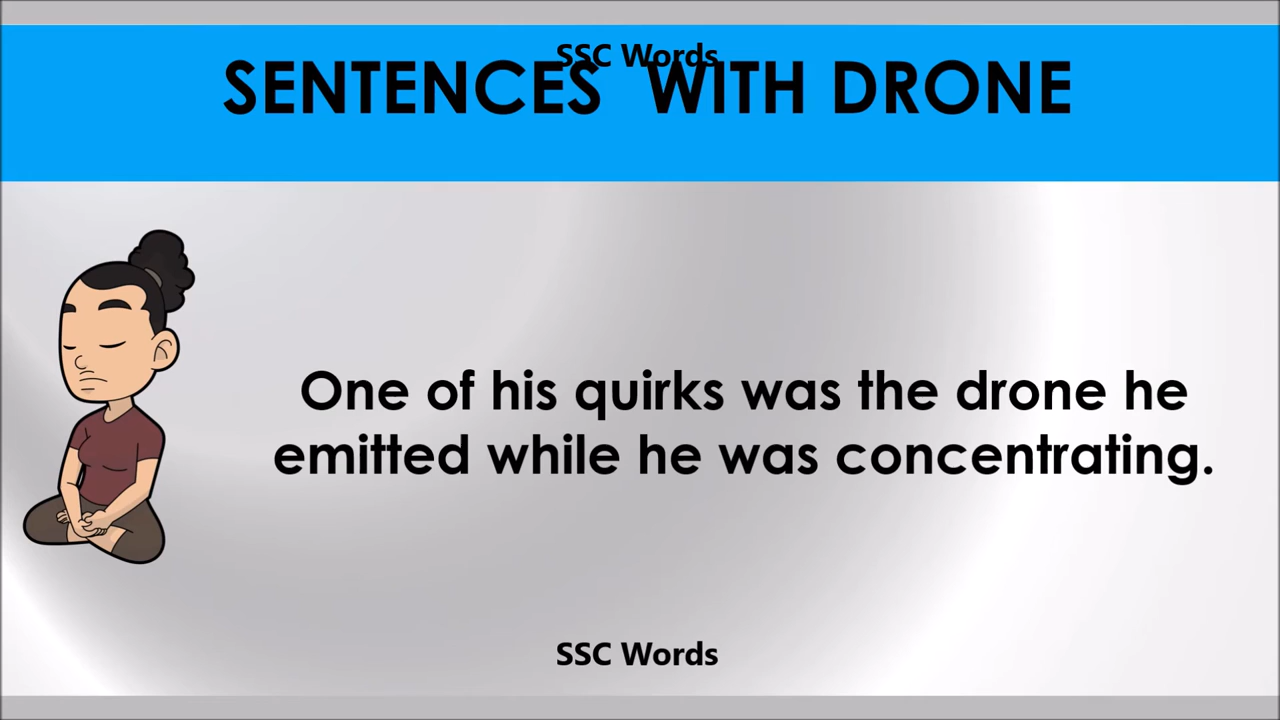 SSC Words
SENTENCES WITH DRONE
One of his quirks was the drone he
emitted while he was concentrating.
SSC Words